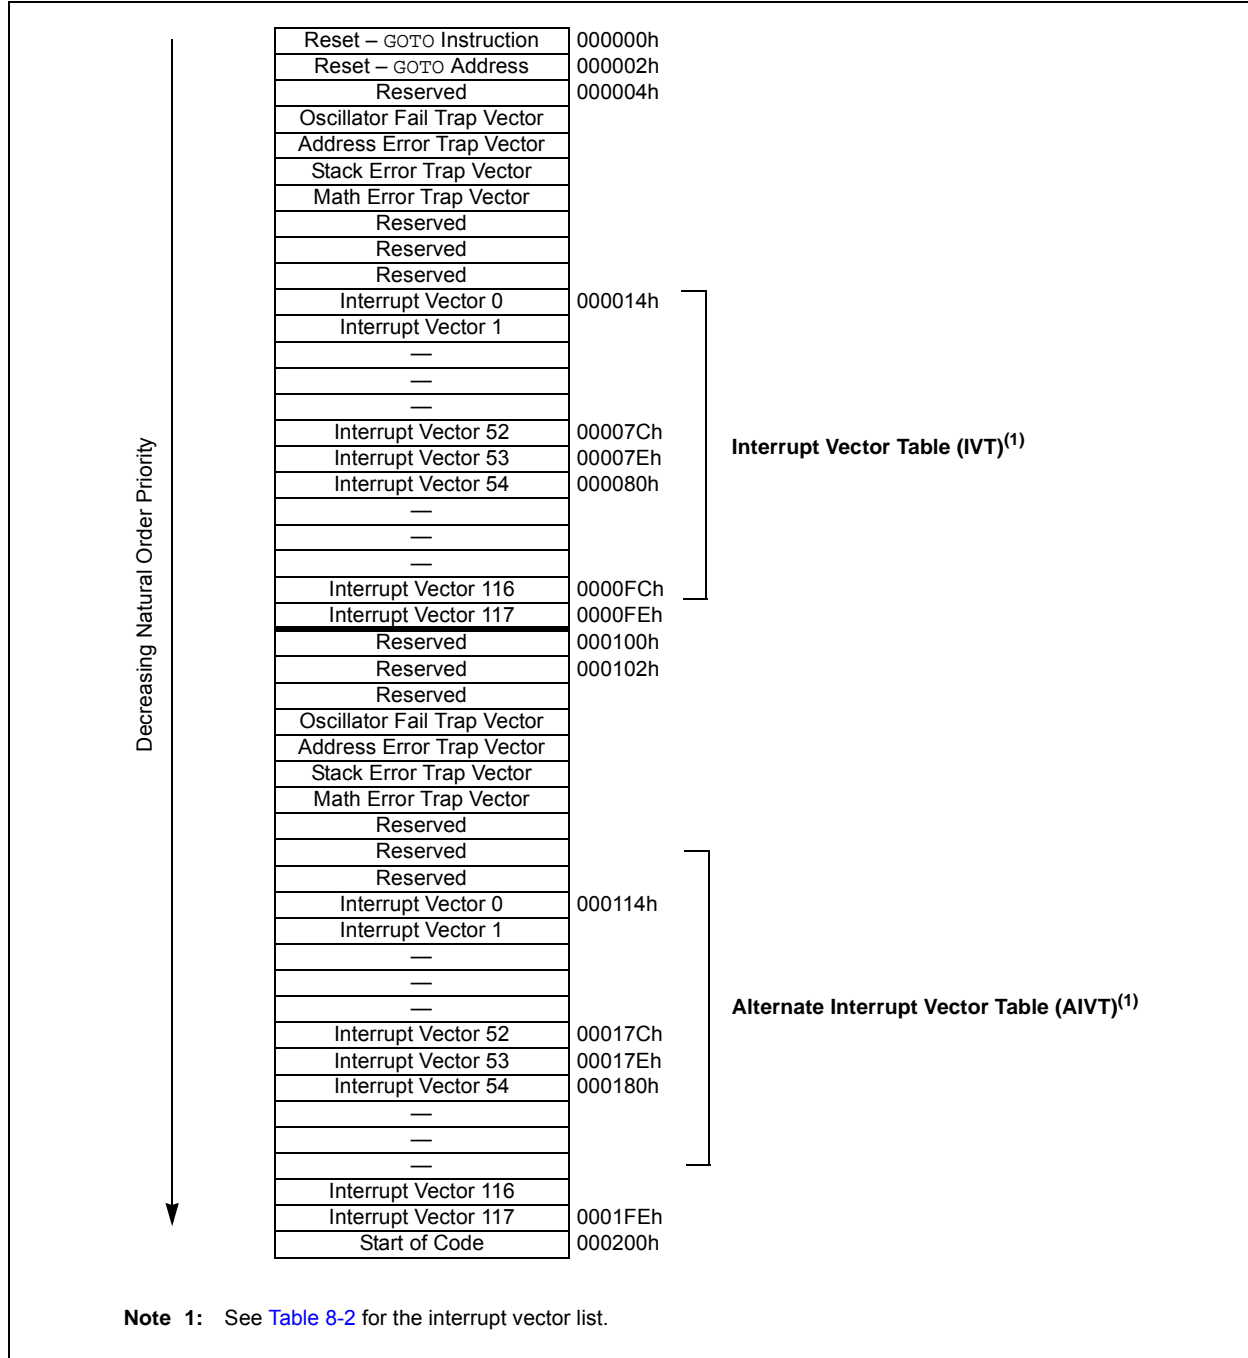 Reset – GOTO Instruction 000000h
Reset – GOTO Address 000002h
Reserved 000004h
Oscillator Fail Trap Vector
Address Error Trap Vector
Stack Error Trap Vector
Math Error Trap Vector
Reserved
Reserved
Reserved
Interrupt Vector 0 000014h
Interrupt Vector 1
—
—
—
Interrupt Vector 52 00007Ch
Interrupt Vector 53 00007Eh
Interrupt Vector 54 000080h
—
—
—
Interrupt Vector 116 0000FCh
Interrupt Vector 117 0000FEh
Reserved 000100h
Reserved 000102h
Reserved
Oscillator Fail Trap Vector
Address Error Trap Vector
Stack Error Trap Vector
Math Error Trap Vector
Reserved
Reserved
Reserved
Interrupt Vector 0 000114h
Interrupt Vector 1
—
—
—
Interrupt Vector 52 00017Ch
Interrupt Vector 53 00017Eh
Interrupt Vector 54 000180h
—
—
—
Interrupt Vector 116
Interrupt Vector 117 0001FEh
Start of Code 000200h
Decreasing Natural Order Priority
Interrupt Vector Table (IVT)(1)
Alternate Interrupt Vector Table (AIVT)(1)
Note 1: See Table 8-2 for the interrupt vector list.